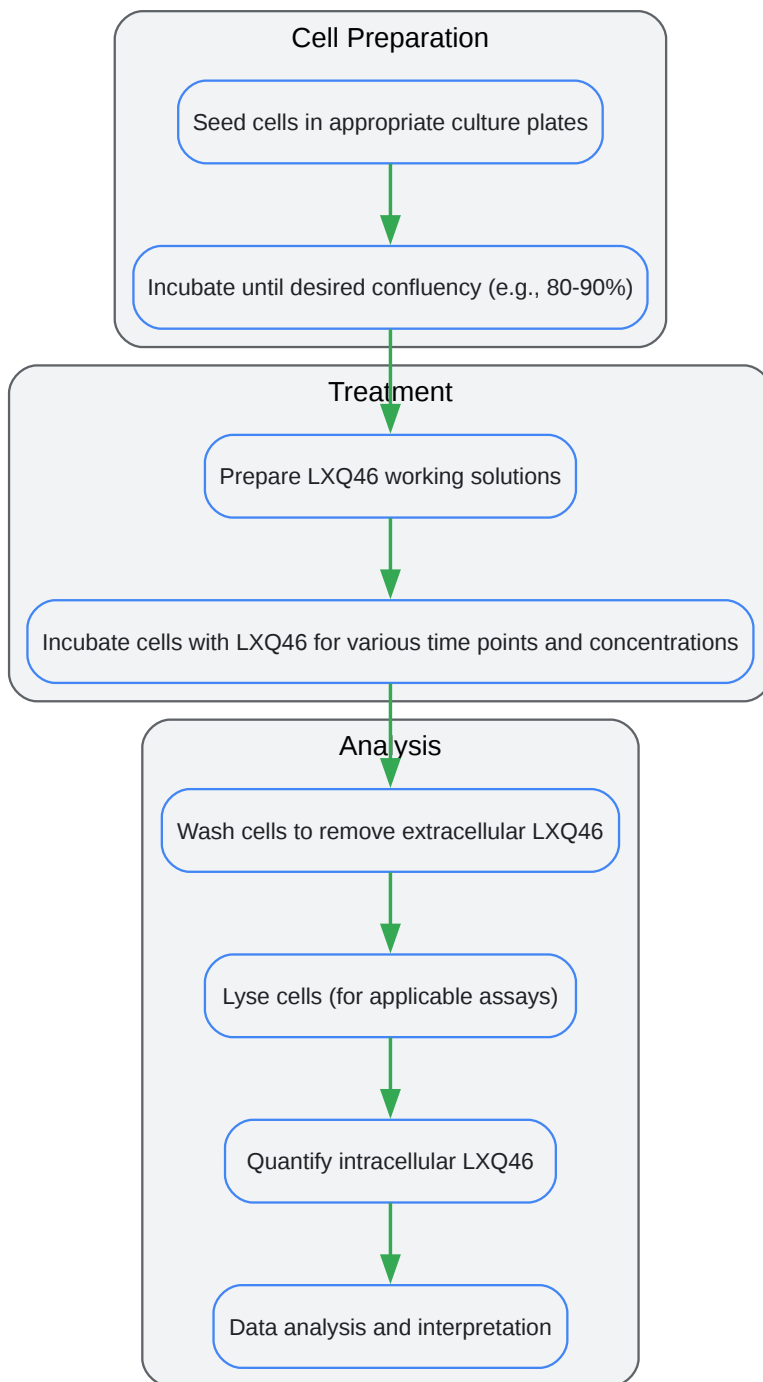 Cell Preparation
Seed cells in appropriate culture plates
Incubate until desired confluency (e.g., 80-90%)
Treatment
Prepare LXQ46 working solutions
Incubate cells with LXQ46 for various time points and concentrations
Analysis
Wash cells to remove extracellular LXQ46
Lyse cells (for applicable assays)
Quantify intracellular LXQ46
Data analysis and interpretation